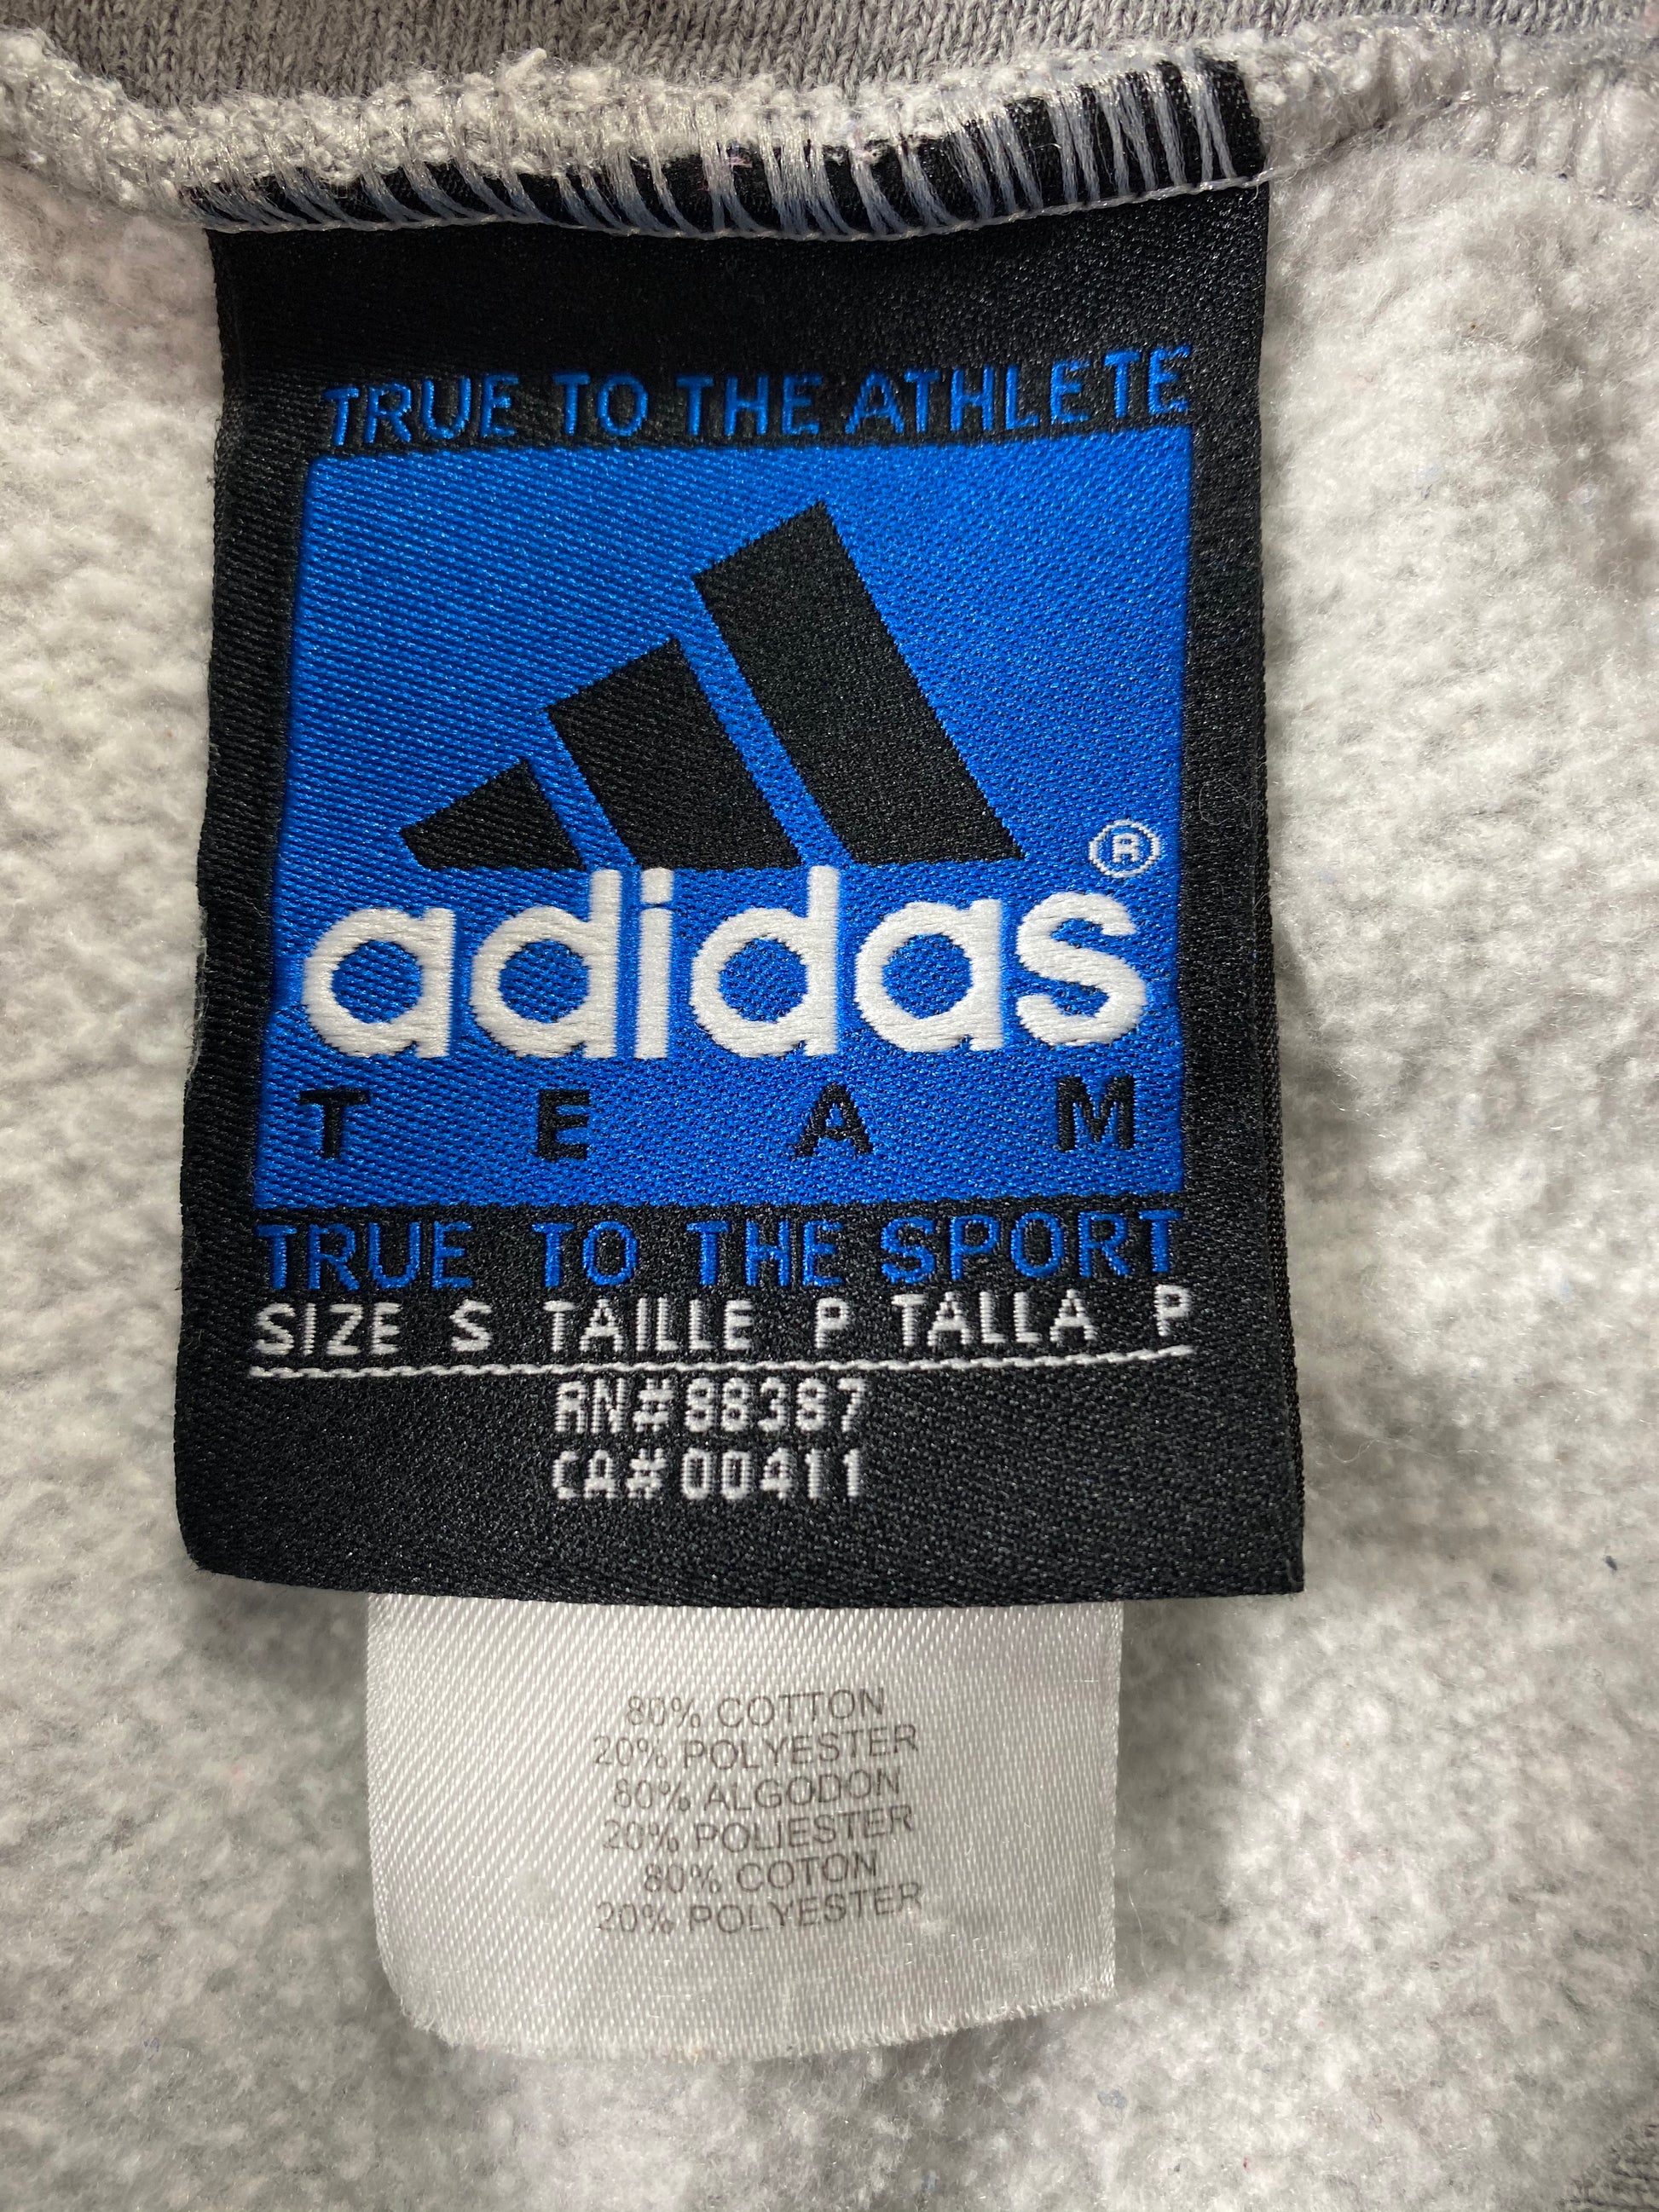 TRUE TO THE ATHLETE
®
adidas
TEAM
TRUE TO THE SPORT
SIZE S TAILLE P TALLA P
RN#88387
CA#00411
80% COTTON
20% POLYESTER
80% ALGODON
20% POLIESTER
80% COTON
20% POLYESTER